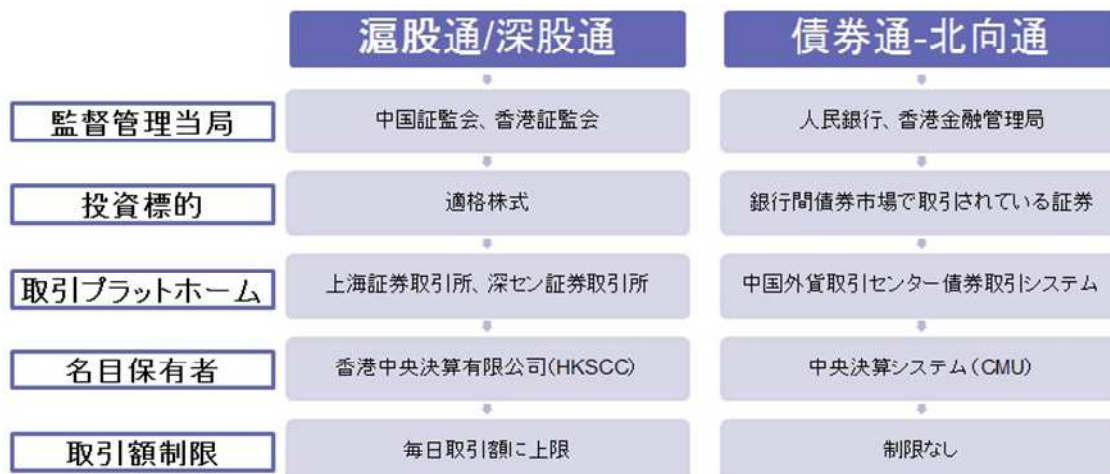 滬股通/深股通
債券通-北向通
監督管理当局
中国証監会、香港証監会
人民銀行、香港金融管理局
投資標的
適格株式
銀行間債券市場で取引されている証券
取引プラットホーム
上海証券取引所、深セン証券取引所
中国外貨取引センター債券取引システム
名目保有者
香港中央決算有限公司(HKSCC)
中央決算システム(CMU)
取引額制限
毎日取引額に上限
制限なし